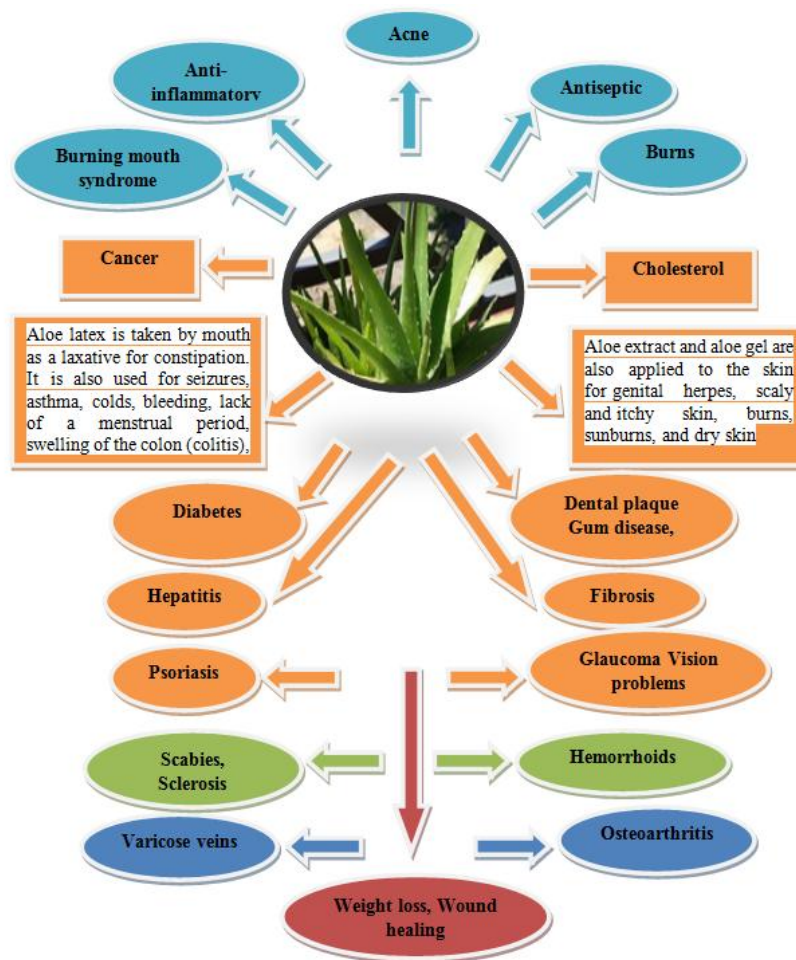 Acne
Anti-
inflammatory
Antiseptic
Burning mouth
syndrome
Burns
Cancer
Cholesterol
Aloe latex is taken by mouth
as a laxative for constipation.
It is also used for seizures,
asthma, colds, bleeding, lack
of a menstrual period,
swelling of the colon (colitis),
Aloe extract and aloe gel are
also applied to the skin
for genital herpes, scaly
and itchy skin, burns,
sunburns, and dry skin
Diabetes
Dental plaque
Gum disease,
Hepatitis
Fibrosis
Psoriasis
Glaucoma Vision
problems
Scabies,
Sclerosis
Hemorrhoids
Varicose veins
Osteoarthritis
Weight loss, Wound
healing